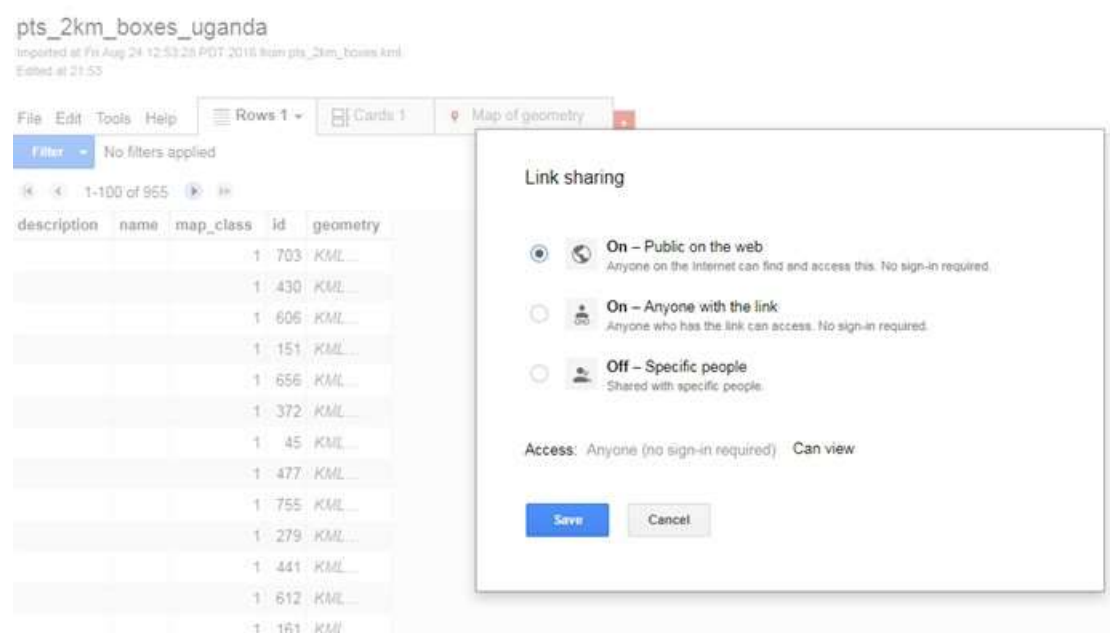 pts_2km_boxes_uganda
Imported at Fri Aug 24 12:53:28 PDT 2018 from pts_2km_boxes.kml.
Edited at 21:53
File Edit Tools Help Rows 1 Cards 1 Map of geometry +
Filter No filters applied
1-100 of 955
description name map_class id geometry
1 703 KML...
1 430 KML...
1 606 KML...
1 151 KML...
1 656 KML...
1 372 KML...
1 45 KML...
1 477 KML...
1 755 KML...
1 279 KML...
1 441 KML...
1 612 KML...
1 161 KML
Link sharing
On – Public on the web
Anyone on the Internet can find and access this. No sign-in required.
On – Anyone with the link
Anyone who has the link can access. No sign-in required.
Off – Specific people
Shared with specific people.
Access: Anyone (no sign-in required) Can view
Save Cancel